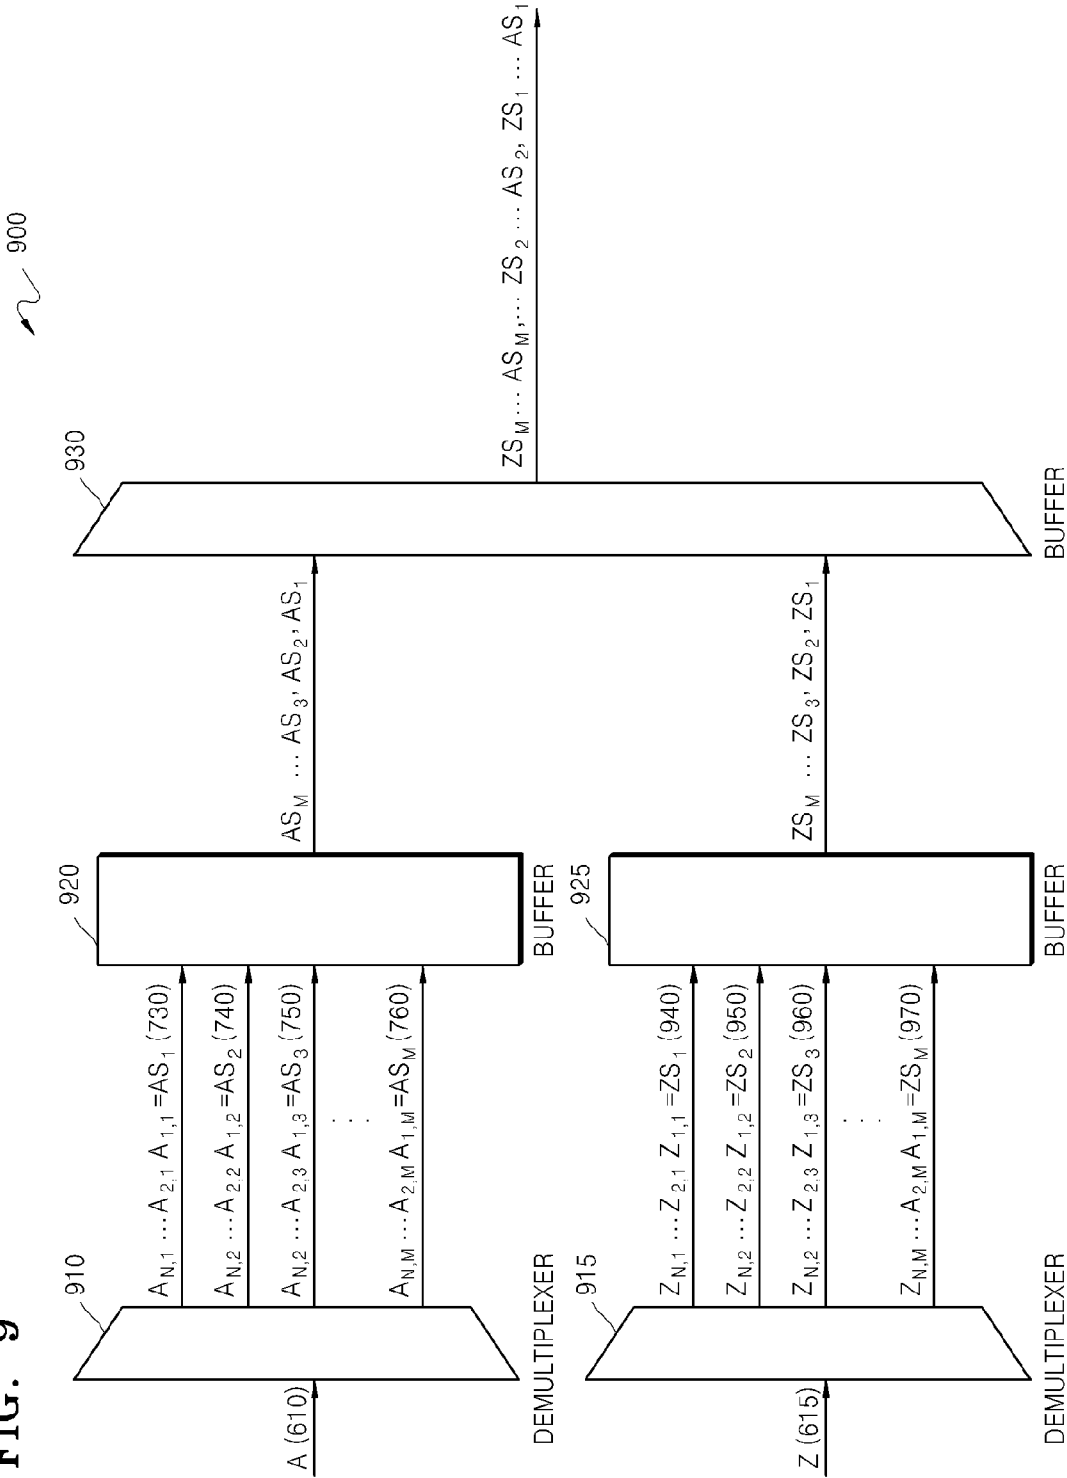 FIG. 9
900
A (610)
910
DEMULTIPLEXER
A_{N,1} ... A_{2,1} A_{1,1} =AS_1 (730)
A_{N,2} ... A_{2,2} A_{1,2} =AS_2 (740)
A_{N,2} ... A_{2,3} A_{1,3} =AS_3 (750)
...
A_{N,M} ... A_{2,M} A_{1,M} =AS_M (760)
920
BUFFER
AS_M ... AS_3, AS_2, AS_1
Z (615)
915
DEMULTIPLEXER
Z_{N,1} ... Z_{2,1} Z_{1,1} =ZS_1 (940)
Z_{N,2} ... Z_{2,2} Z_{1,2} =ZS_2 (950)
Z_{N,2} ... Z_{2,3} Z_{1,3} =ZS_3 (960)
...
Z_{N,M} ... A_{2,M} A_{1,M} =ZS_M (970)
925
BUFFER
ZS_M ... ZS_3, ZS_2, ZS_1
930
BUFFER
ZS_M ... AS_M, ... ZS_2 ... AS_2, ZS_1 ... AS_1